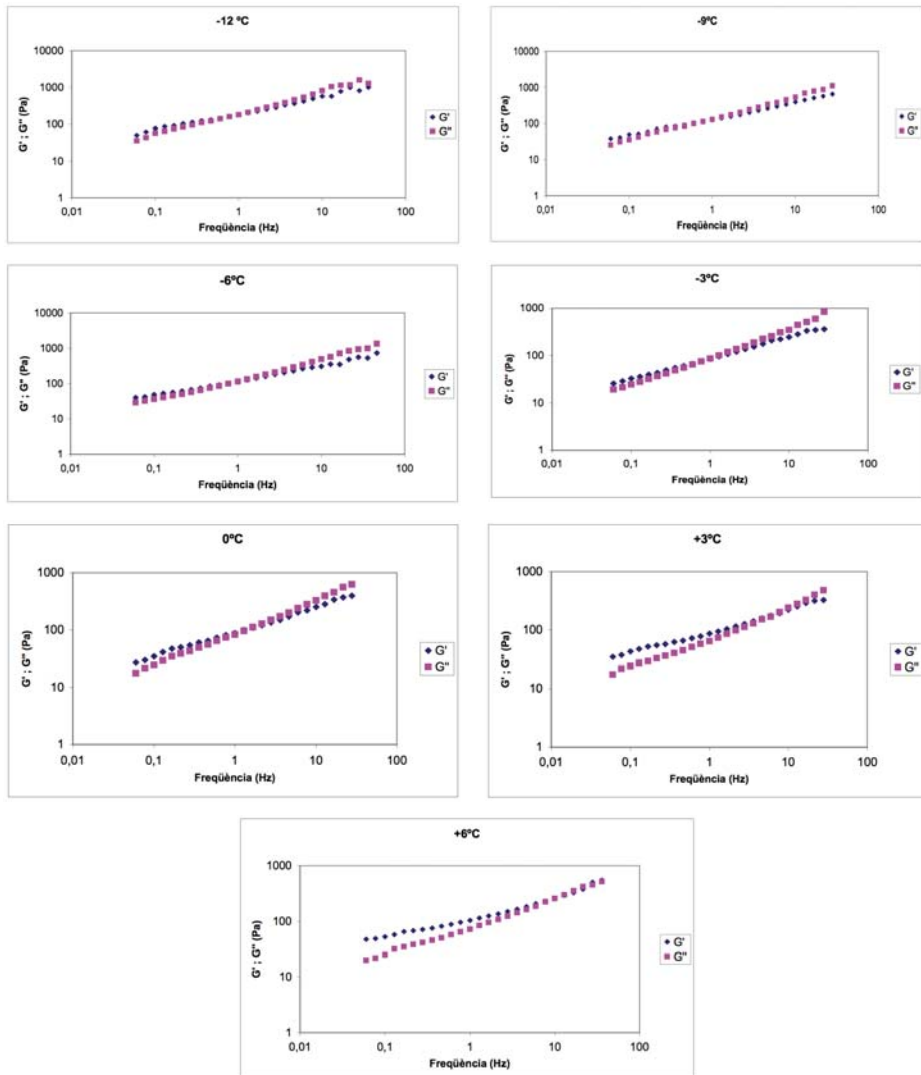 -12 ºC
10000
1000
100
10
1
G' ; G'' (Pa)
0,01 0,1 1 10 100
Freqüència (Hz)
G'
G''
-9ºC
10000
1000
100
10
1
G' ; G'' (Pa)
0,01 0,1 1 10 100
Freqüència (Hz)
G'
G''
-6ºC
10000
1000
100
10
1
G' ; G'' (Pa)
0,01 0,1 1 10 100
Freqüència (Hz)
G'
G''
-3ºC
1000
100
10
1
G' ; G'' (Pa)
0,01 0,1 1 10 100
Freqüència (Hz)
G'
G''
0ºC
1000
100
10
1
G' ; G'' (Pa)
0,01 0,1 1 10 100
Freqüència (Hz)
G'
G''
+3ºC
1000
100
10
1
G' ; G'' (Pa)
0,01 0,1 1 10 100
Freqüència (Hz)
G'
G''
+6ºC
1000
100
10
1
G' ; G'' (Pa)
0,01 0,1 1 10 100
Freqüència (Hz)
G'
G''